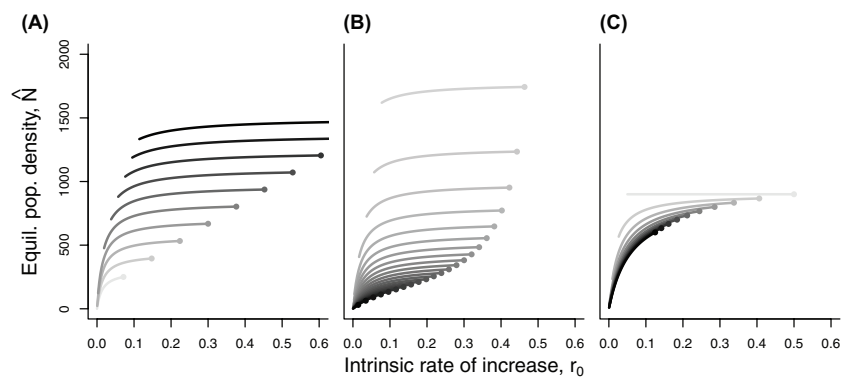 (A) (B) (C)
Equil. pop. density, N̂
2000
1500
1000
500
0
0.0 0.1 0.2 0.3 0.4 0.5 0.6 0.0 0.1 0.2 0.3 0.4 0.5 0.6 0.0 0.1 0.2 0.3 0.4 0.5 0.6
Intrinsic rate of increase, r₀